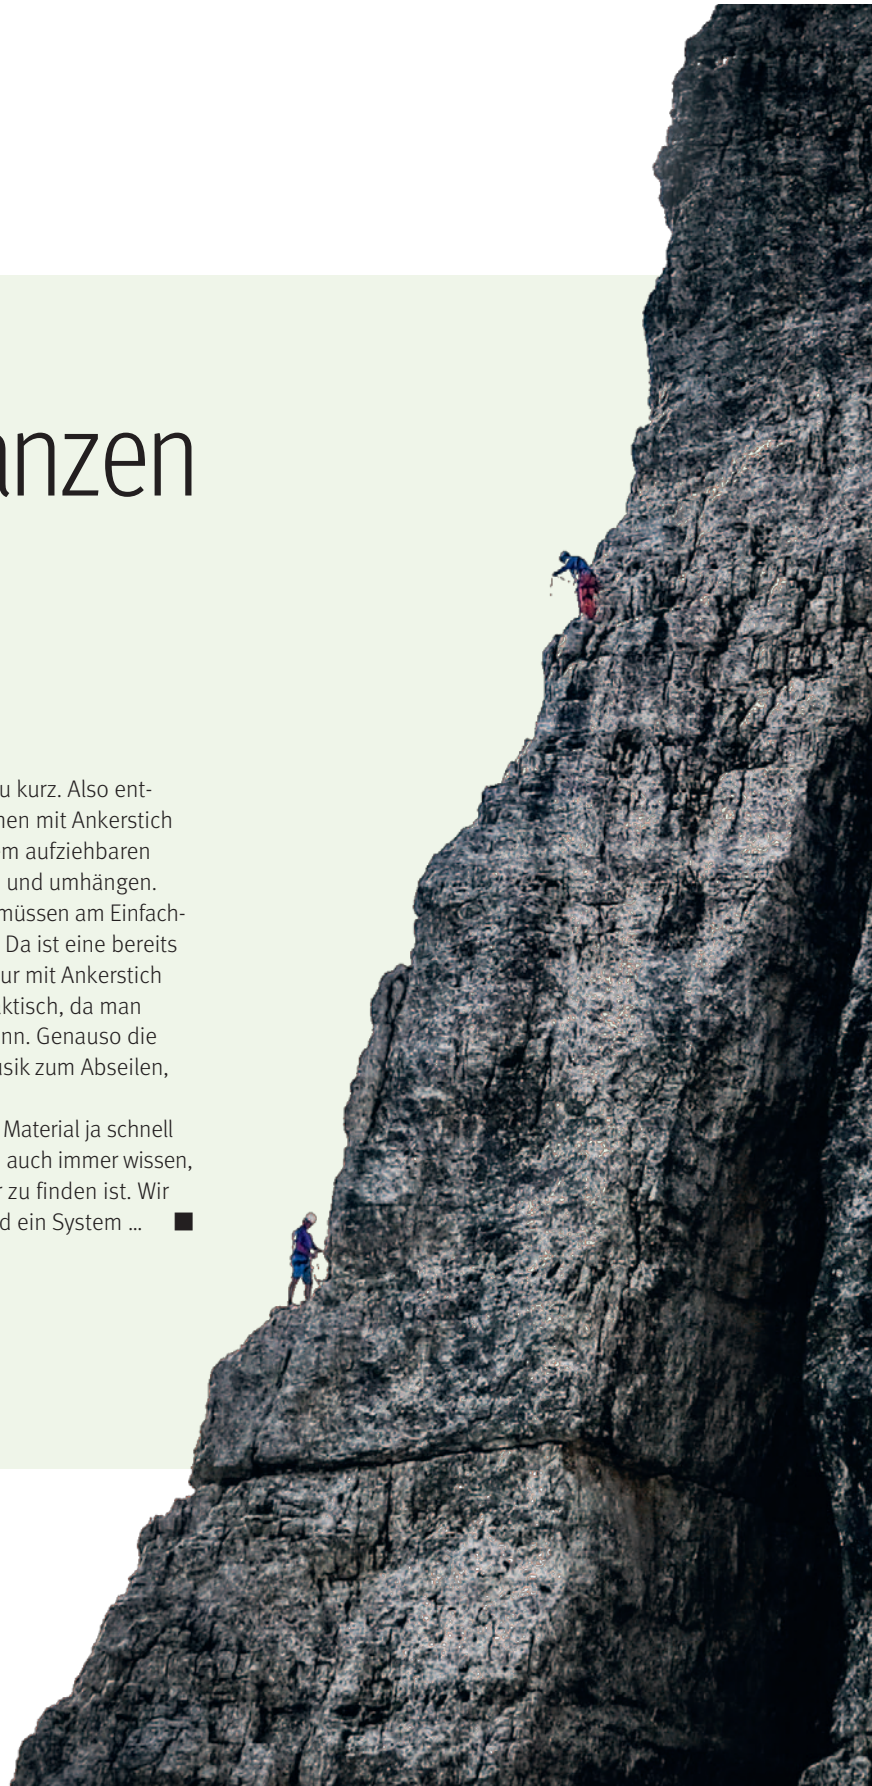 anzen
u kurz. Also ent-
nen mit Ankerstich
m aufziehbaren
und umhängen.
müssen am Einfach-
Da ist eine bereits
ur mit Ankerstich
ktisch, da man
nn. Genauso die
usik zum Abseilen,
Material ja schnell
auch immer wissen,
r zu finden ist. Wir
d ein System … ■